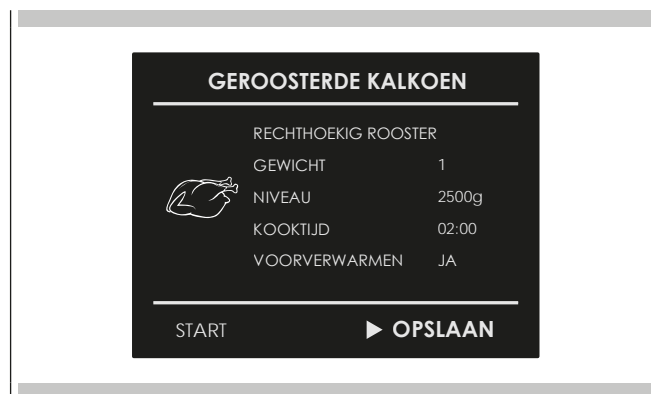 GEROOSTERDE KALKOEN
RECHTHOEKIG ROOSTER
GEWICHT 1
NIVEAU 2500g
KOOKTIJD 02:00
VOORVERWARMEN JA
START ▶ OPSLAAN